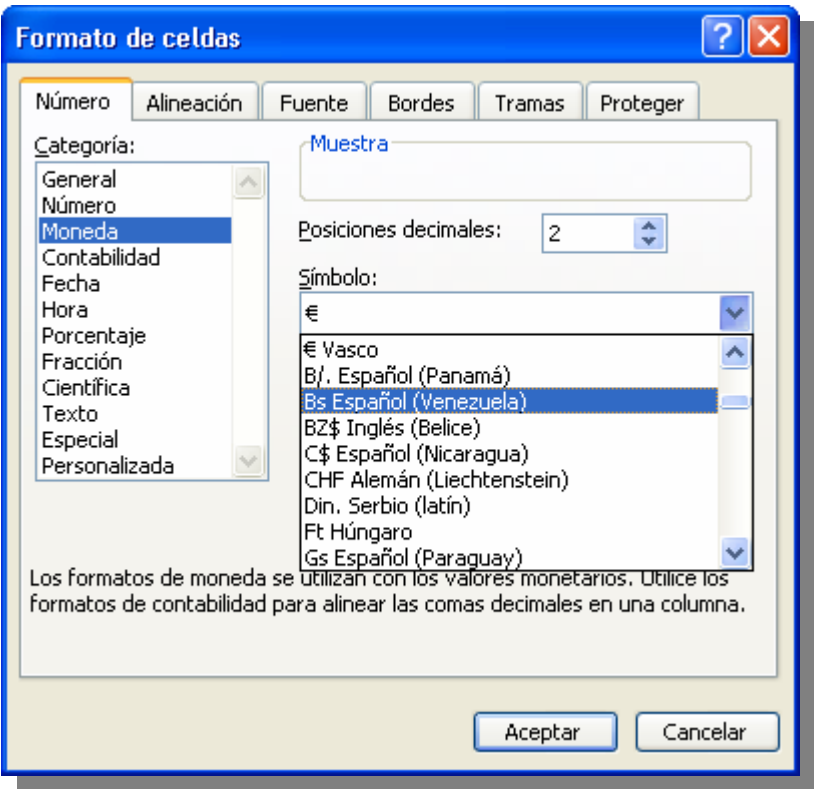 Formato de celdas
Número
Alineación
Fuente
Bordes
Tramas
Proteger
Categoría:
General
Número
Moneda
Contabilidad
Fecha
Hora
Porcentaje
Fracción
Científica
Texto
Especial
Personalizada
Muestra
Posiciones decimales:
2
Símbolo:
€
€ Vasco
B/. Español (Panamá)
Bs Español (Venezuela)
BZ$ Inglés (Belice)
C$ Español (Nicaragua)
CHF Alemán (Liechtenstein)
Din. Serbio (latín)
Ft Húngaro
Gs Español (Paraguay)
Los formatos de moneda se utilizan con los valores monetarios. Utilice los
formatos de contabilidad para alinear las comas decimales en una columna.
Aceptar
Cancelar